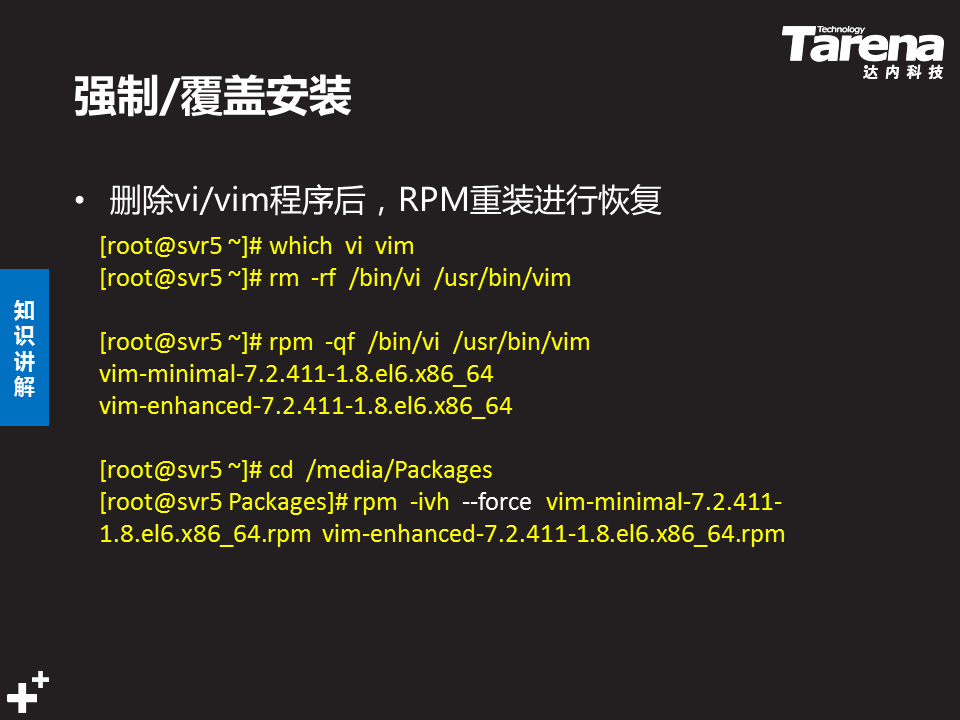 Technology
Tarena
达内科技
强制/覆盖安装
• 删除vi/vim程序后，RPM重装进行恢复
[root@svr5 ~]# which vi vim
[root@svr5 ~]# rm -rf /bin/vi /usr/bin/vim
[root@svr5 ~]# rpm -qf /bin/vi /usr/bin/vim
vim-minimal-7.2.411-1.8.el6.x86_64
vim-enhanced-7.2.411-1.8.el6.x86_64
[root@svr5 ~]# cd /media/Packages
[root@svr5 Packages]# rpm -ivh --force vim-minimal-7.2.411-
1.8.el6.x86_64.rpm vim-enhanced-7.2.411-1.8.el6.x86_64.rpm
知识讲解